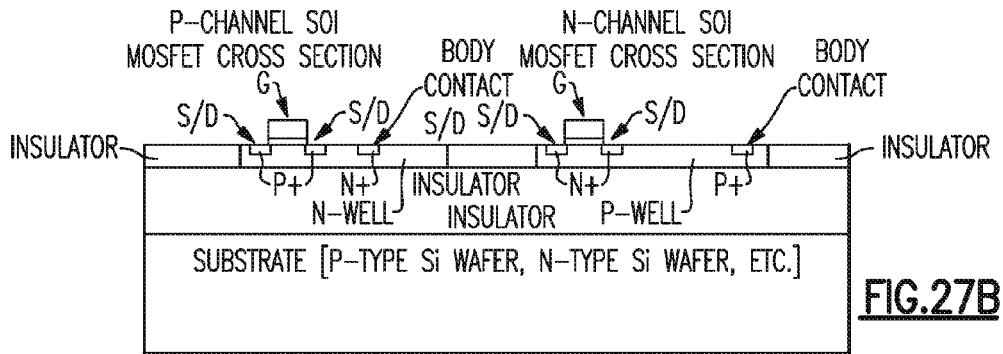 P-CHANNEL SOI
MOSFET CROSS SECTION
G
S/D
S/D
BODY
CONTACT
S/D
N-CHANNEL SOI
MOSFET CROSS SECTION
G
S/D
S/D
BODY
CONTACT
INSULATOR
INSULATOR
P+
N+
N-WELL
INSULATOR
INSULATOR
N+
P-WELL
P+
SUBSTRATE [P-TYPE Si WAFER, N-TYPE Si WAFER, ETC.]
FIG.27B